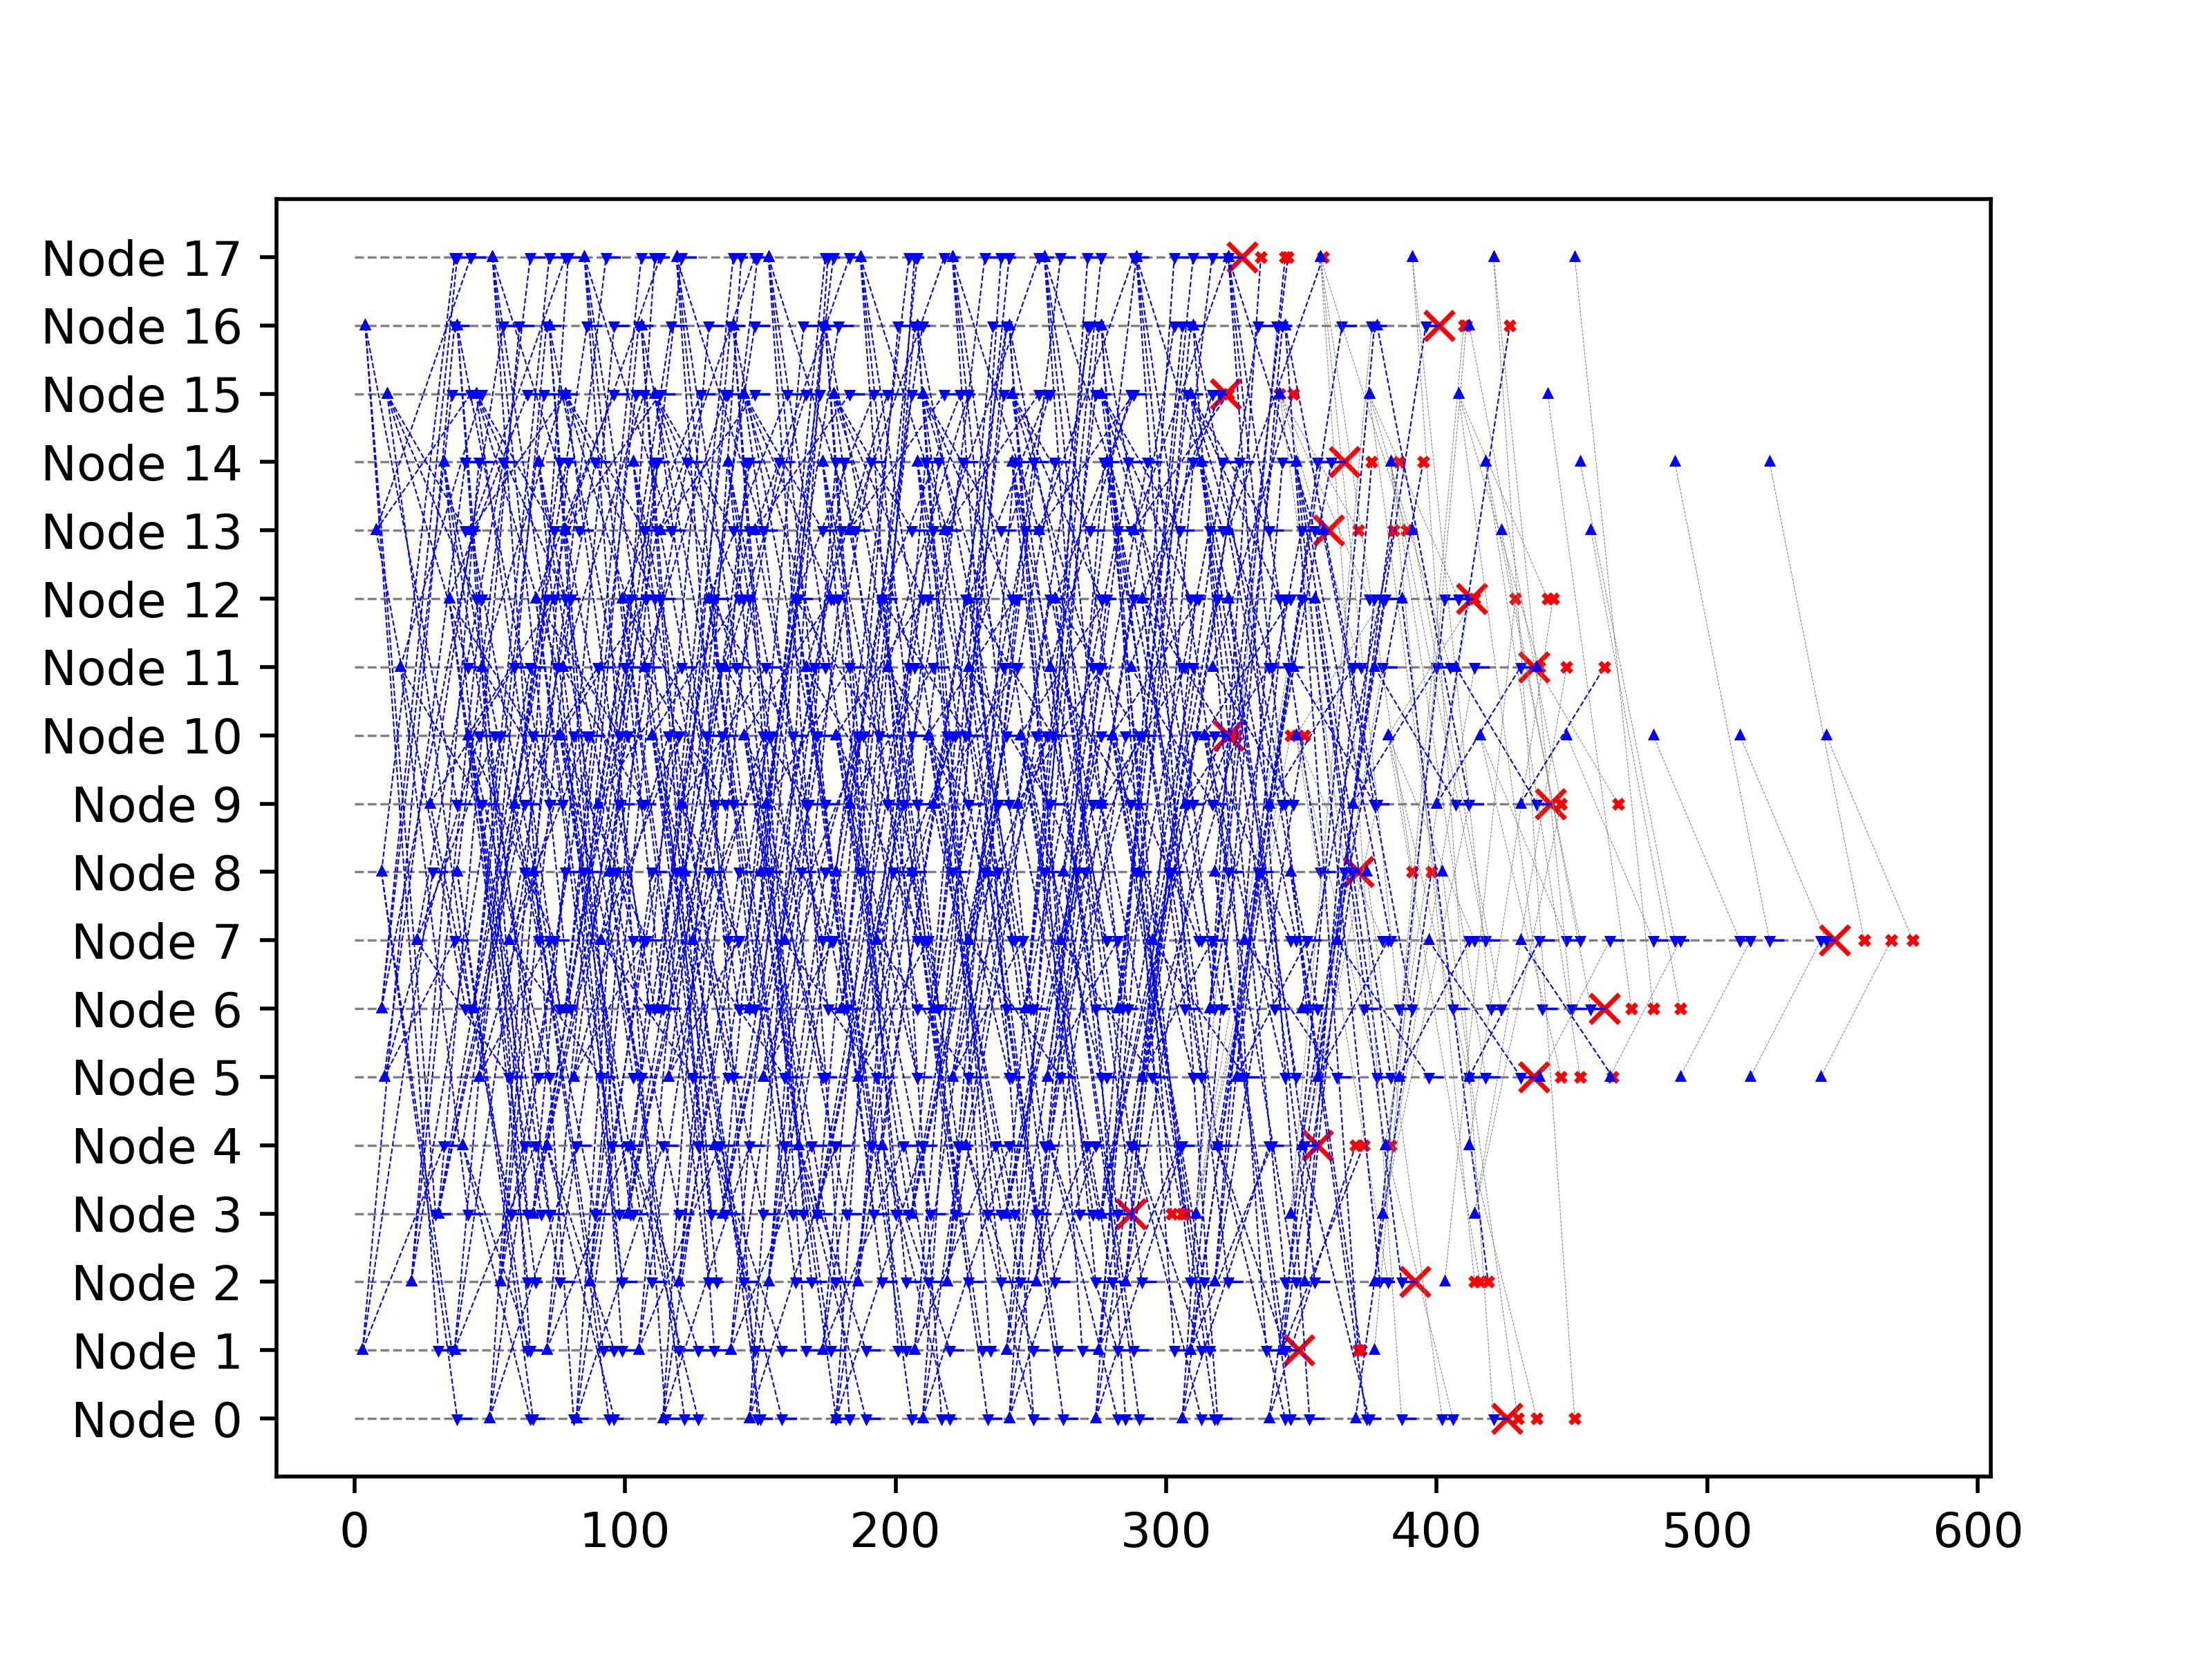 Node 17
Node 16
Node 15
Node 14
Node 13
Node 12
Node 11
Node 10
Node 9
Node 8
Node 7
Node 6
Node 5
Node 4
Node 3
Node 2
Node 1
Node 0
0 100 200 300 400 500 600